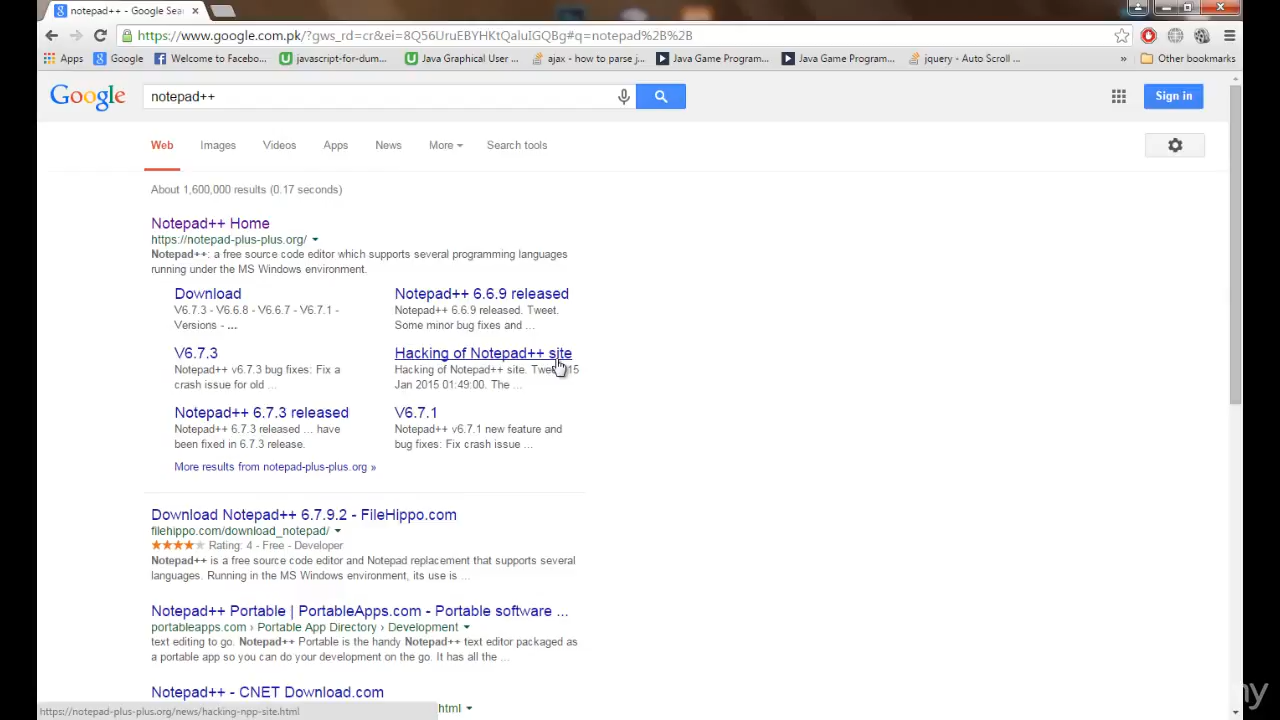 notepad++ - Google Sea
https://www.google.com.pk/?gws_rd=cr&ei=8Q56UruEBYHKtQaluIGQBg#q=notepad%2B%2B
Apps Google Welcome to Facebo... javascript-for-dum... Java Graphical User ... ajax - how to parse j... Java Game Program... Java Game Program... jquery - Auto Scroll ... » Other bookmarks
Google notepad++ Sign in
Web Images Videos Apps News More Search tools
About 1,600,000 results (0.17 seconds)
Notepad++ Home
https://notepad-plus-plus.org/
Notepad++: a free source code editor which supports several programming languages
running under the MS Windows environment.
Download
V6.7.3 - V6.6.8 - V6.6.7 - V6.7.1 -
Versions - ...
Notepad++ 6.6.9 released
Notepad++ 6.6.9 released. Tweet.
Some minor bug fixes and ...
V6.7.3
Notepad++ v6.7.3 bug fixes: Fix a
crash issue for old ...
Hacking of Notepad++ site
Hacking of Notepad++ site. Twe 15
Jan 2015 01:49:00. The ...
Notepad++ 6.7.3 released
Notepad++ 6.7.3 released ... have
been fixed in 6.7.3 release.
V6.7.1
Notepad++ v6.7.1 new feature and
bug fixes: Fix crash issue ...
More results from notepad-plus-plus.org »
Download Notepad++ 6.7.9.2 - FileHippo.com
filehippo.com/download_notepad/
Rating: 4 - Free - Developer
Notepad++ is a free source code editor and Notepad replacement that supports several
languages. Running in the MS Windows environment, its use is ...
Notepad++ Portable | PortableApps.com - Portable software ...
portableapps.com › Portable App Directory › Development
text editing to go. Notepad++ Portable is the handy Notepad++ text editor packaged as
a portable app so you can do your development on the go. It has all the ...
Notepad++ - CNET Download.com
html
https://notepad-plus-plus.org/news/hacking-npp-site.html
ny